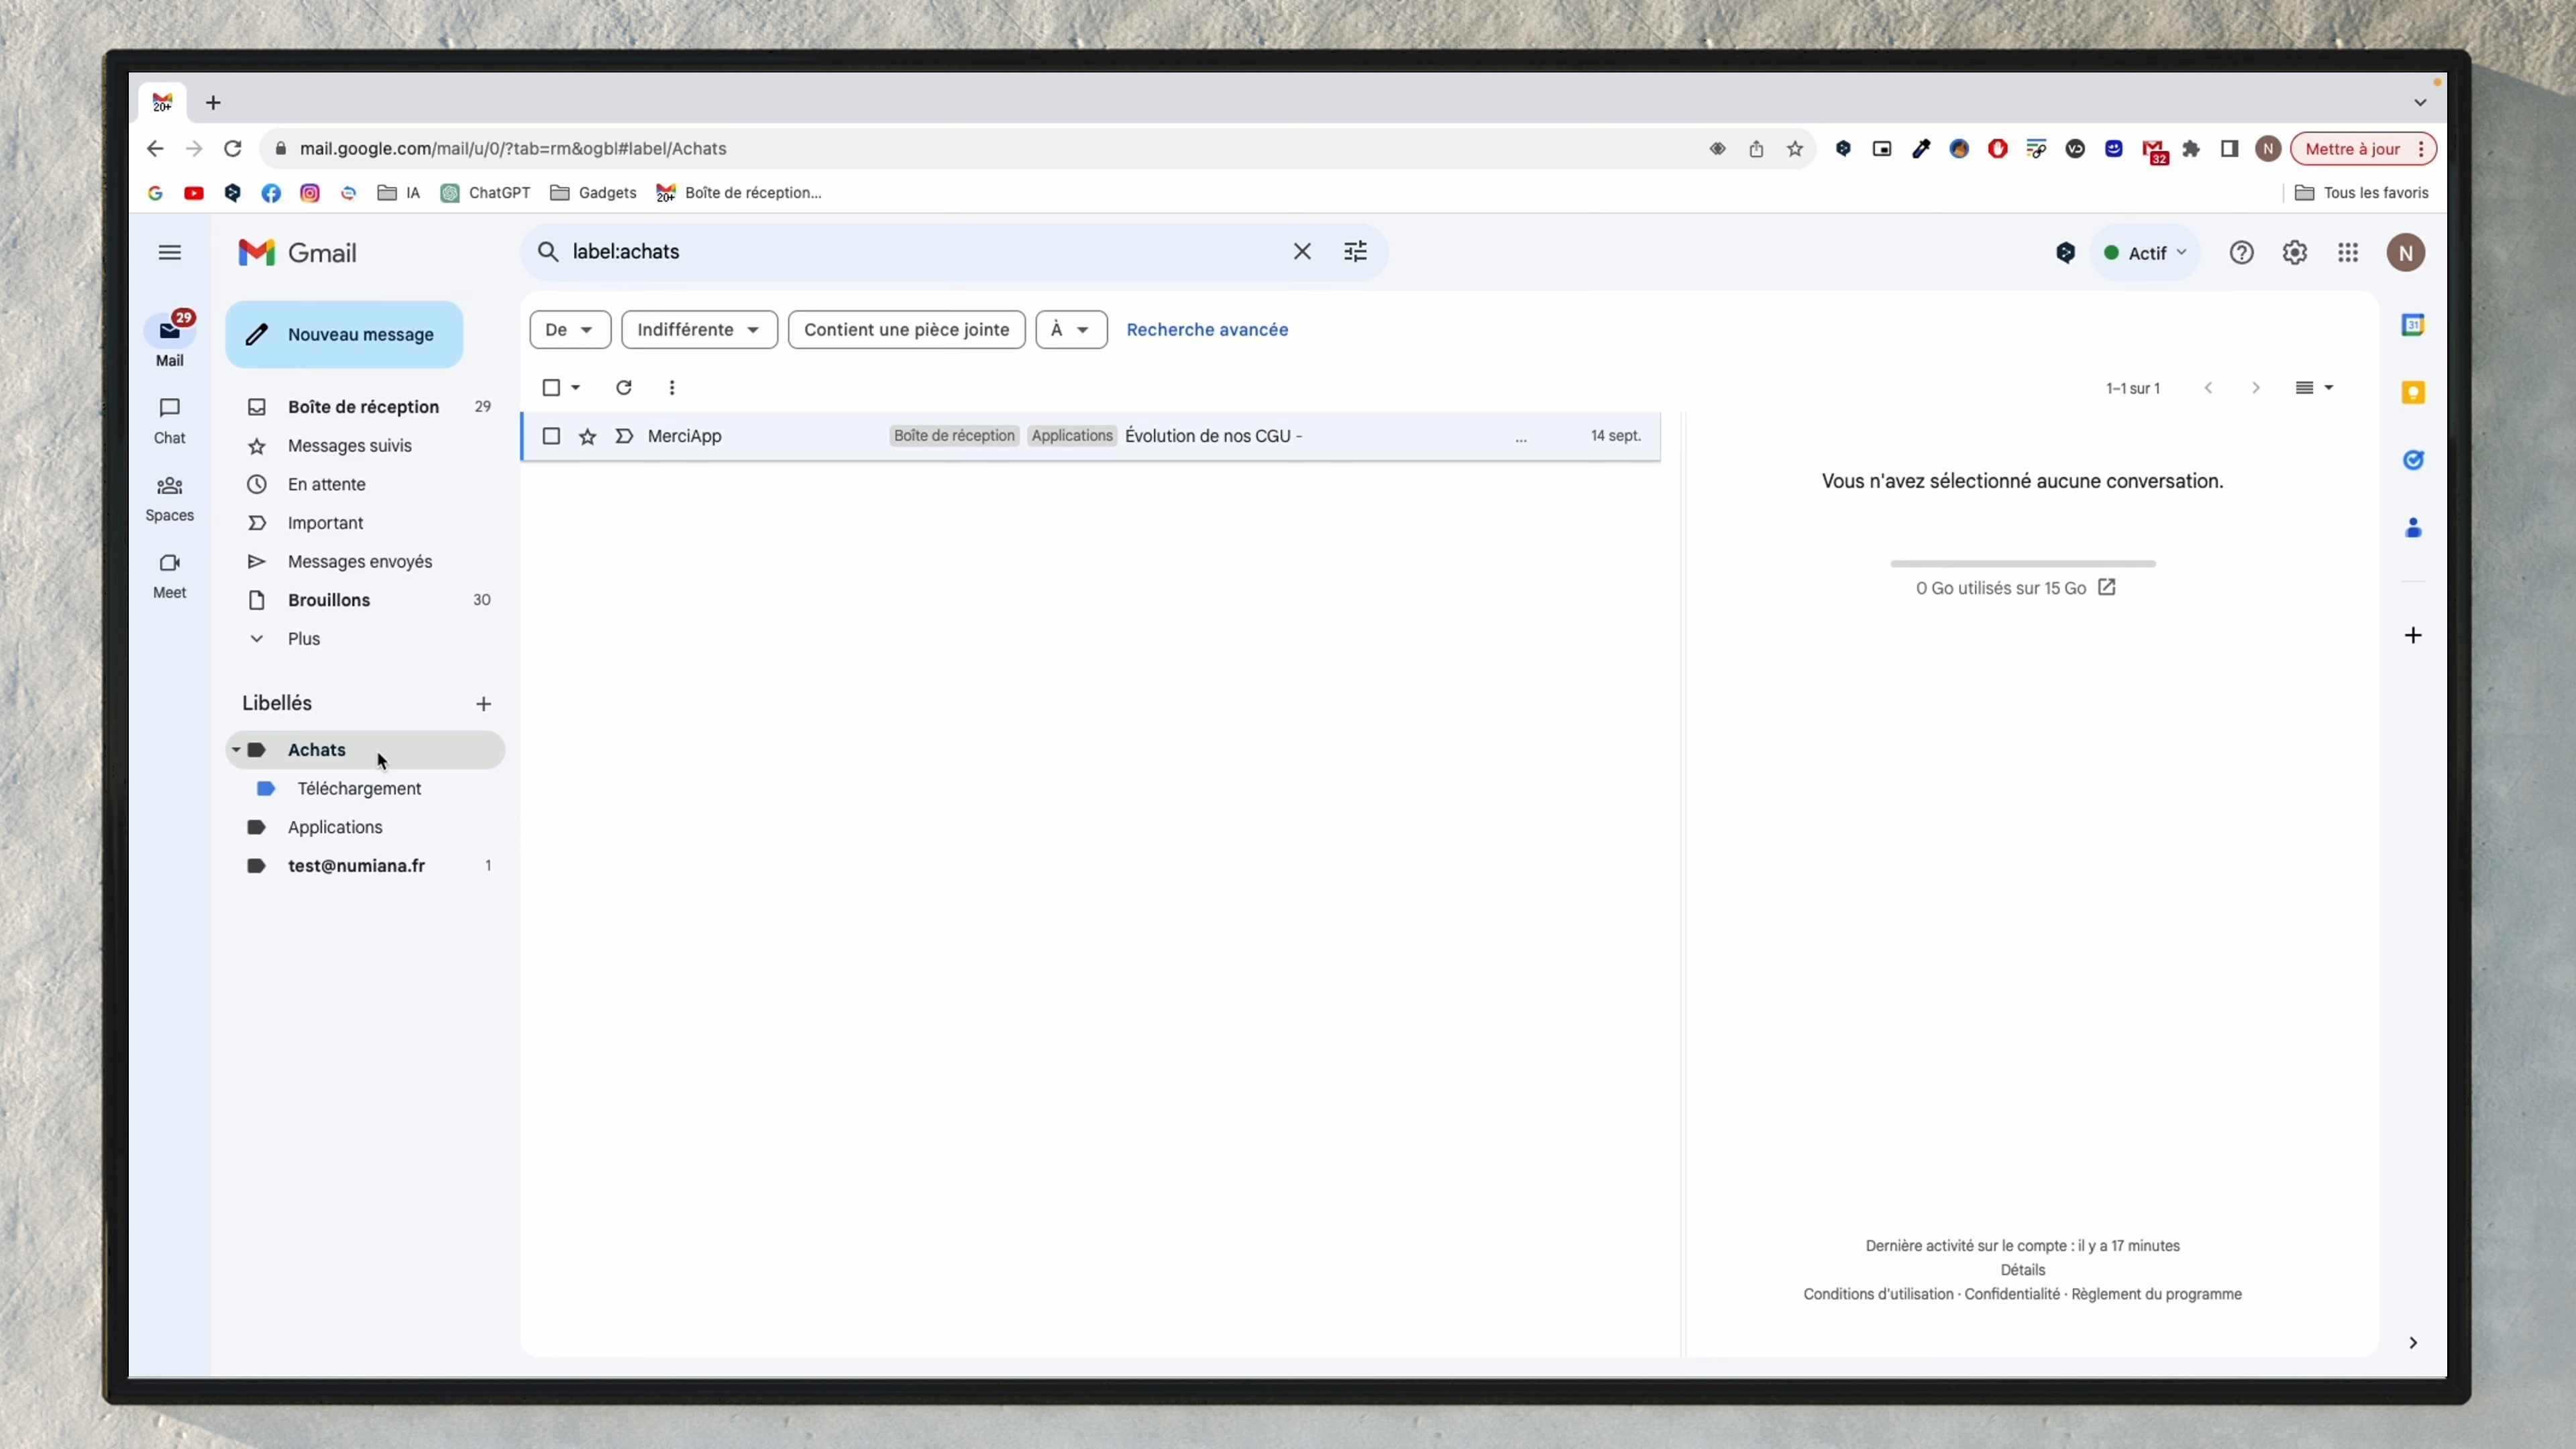 20+
mail.google.com/mail/u/0/?tab=rm&ogbl#label/Achats
32
N
Mettre à jour
IA
ChatGPT
Gadgets
20+
Boîte de réception...
Tous les favoris
Gmail
label:achats
Actif
N
29
Mail
Chat
Spaces
Meet
Nouveau message
Boîte de réception 29
Messages suivis
En attente
Important
Messages envoyés
Brouillons 30
Plus
Libellés
Achats
Téléchargement
Applications
test@numiana.fr 1
De
Indifférente
Contient une pièce jointe
À
Recherche avancée
1–1 sur 1
MerciApp Boîte de réception Applications Évolution de nos CGU - ... 14 sept.
Vous n'avez sélectionné aucune conversation.
0 Go utilisés sur 15 Go
Dernière activité sur le compte : il y a 17 minutes
Détails
Conditions d'utilisation · Confidentialité · Règlement du programme
31